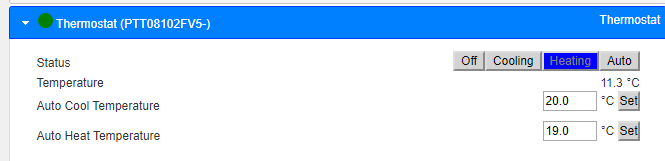 Thermostat (PTT08102FV5-) Thermostat
Status Off Cooling Heating Auto
Temperature 11.3 °C
Auto Cool Temperature 20.0 °C Set
Auto Heat Temperature 19.0 °C Set